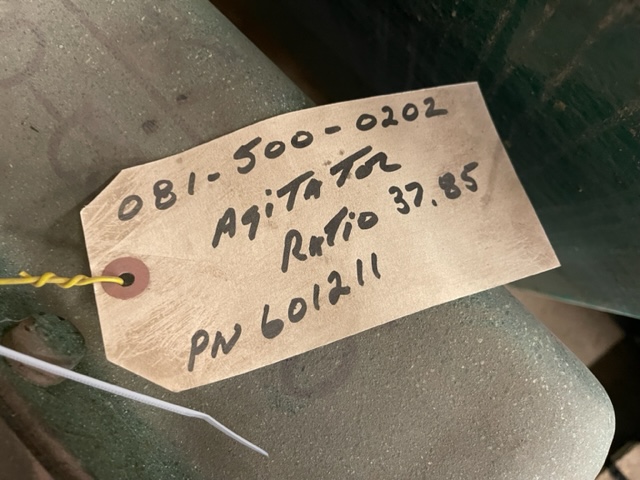 081-500-0202
AgiTaTor
RaTio 37.85
PN 601211